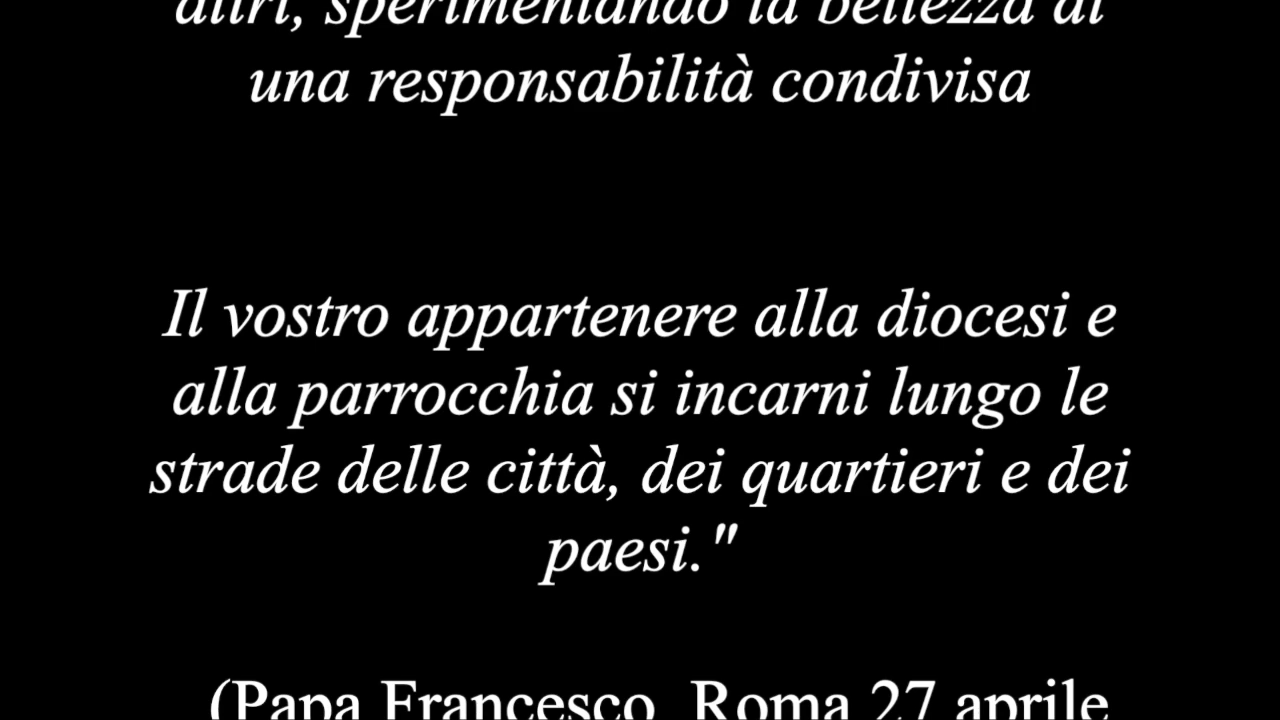 altri, sperimentando la bellezza di
una responsabilità condivisa
Il vostro appartenere alla diocesi e
alla parrocchia si incarni lungo le
strade delle città, dei quartieri e dei
paesi."
(Papa Francesco, Roma 27 aprile